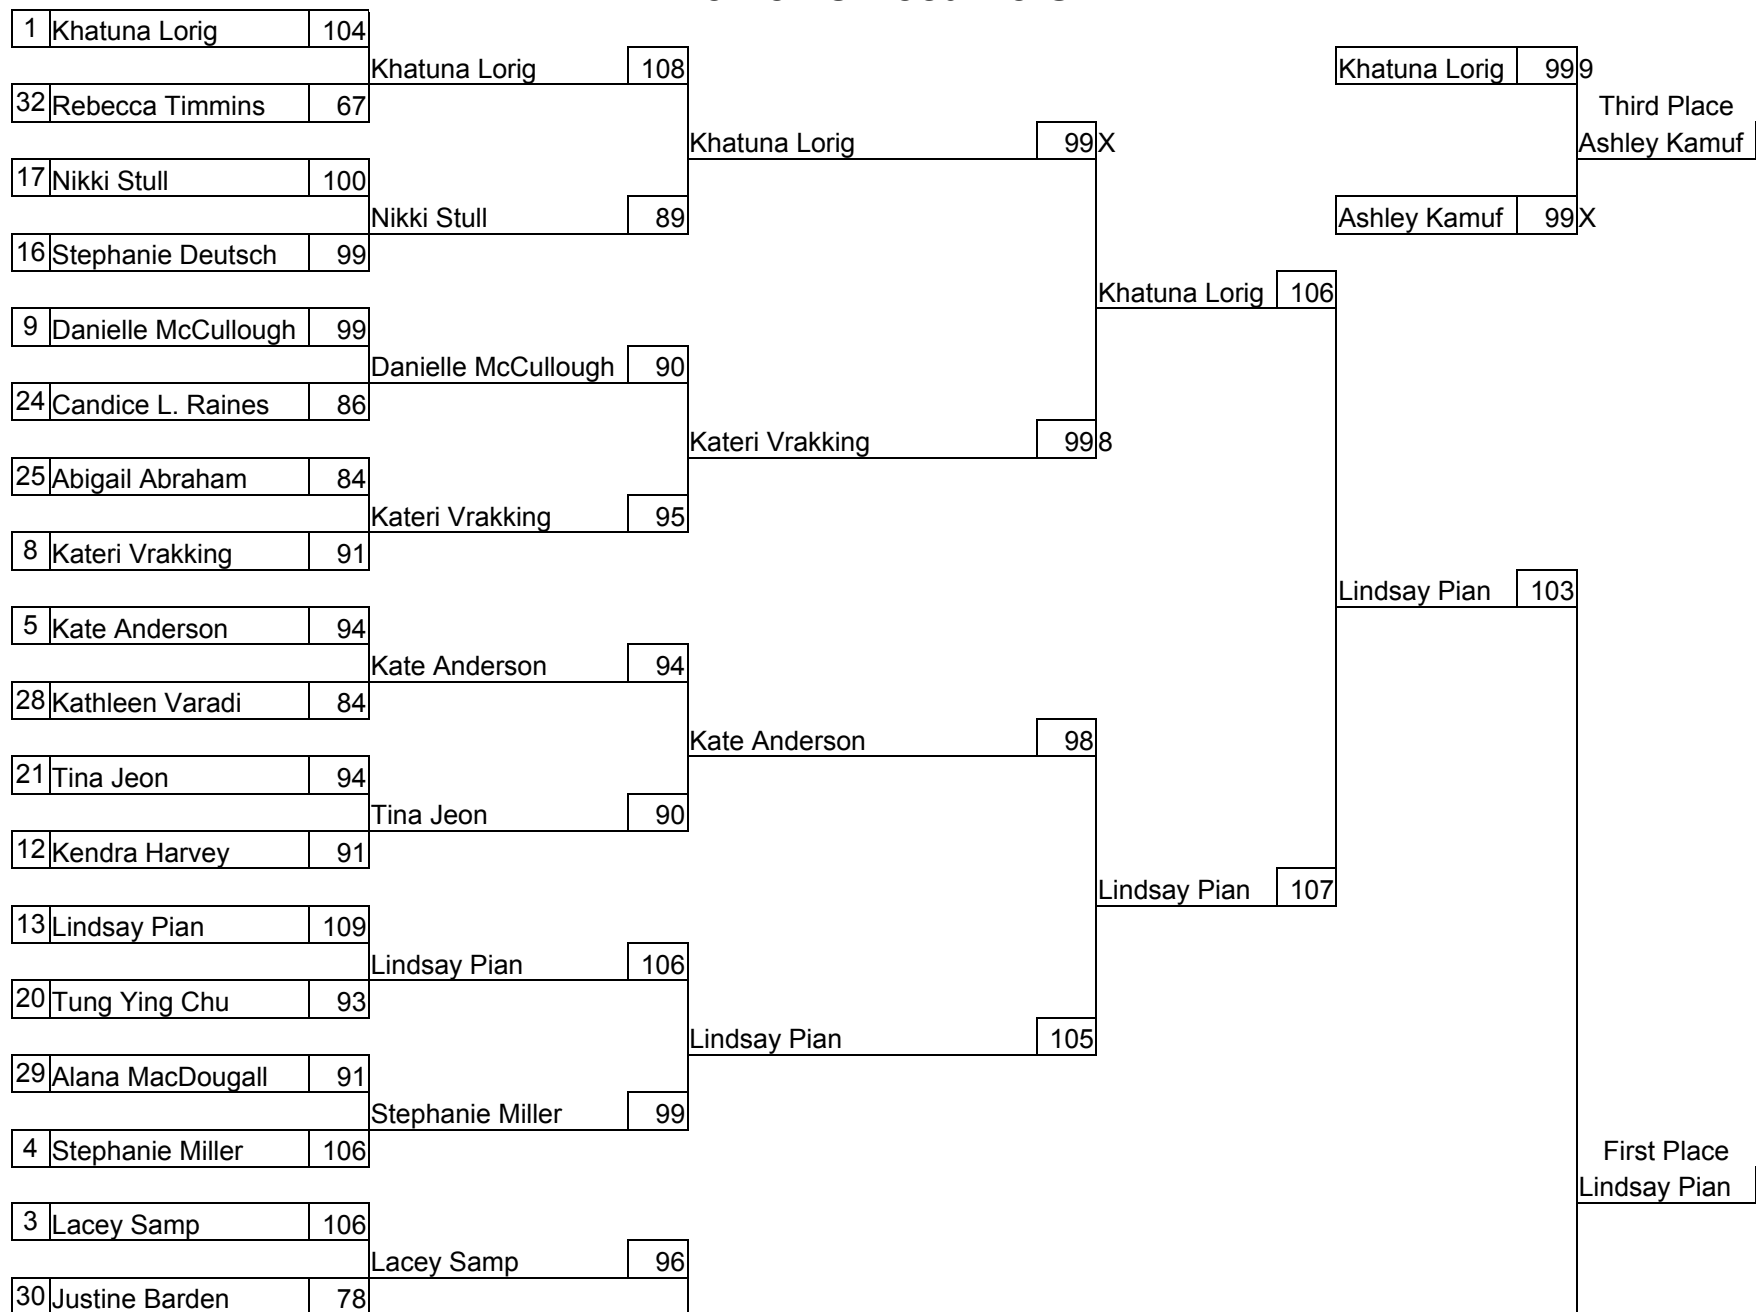 1 Khatuna Lorig 104
Khatuna Lorig 108 Khatuna Lorig 99 9
32 Rebecca Timmins 67 Third Place
Khatuna Lorig 99 X Ashley Kamuf
17 Nikki Stull 100
Nikki Stull 89 Ashley Kamuf 99 X
16 Stephanie Deutsch 99
Khatuna Lorig 106
9 Danielle McCullough 99
Danielle McCullough 90
24 Candice L. Raines 86
Kateri Vrakking 99 8
25 Abigail Abraham 84
Kateri Vrakking 95
8 Kateri Vrakking 91
Lindsay Pian 103
5 Kate Anderson 94
Kate Anderson 94
28 Kathleen Varadi 84
Kate Anderson 98
21 Tina Jeon 94
Tina Jeon 90
12 Kendra Harvey 91
Lindsay Pian 107
13 Lindsay Pian 109
Lindsay Pian 106
20 Tung Ying Chu 93
Lindsay Pian 105
29 Alana MacDougall 91
Stephanie Miller 99
4 Stephanie Miller 106 First Place
Lindsay Pian
3 Lacey Samp 106
Lacey Samp 96
30 Justine Barden 78